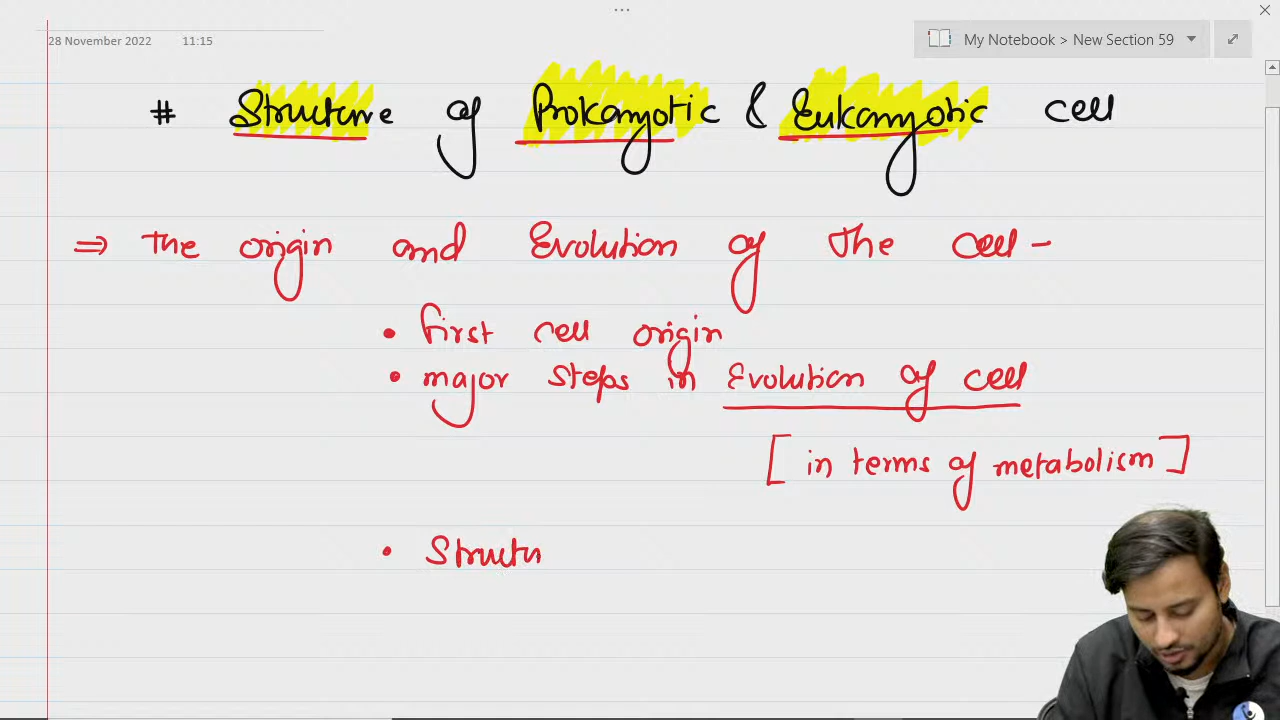 ...
28 November 2022 11:15
My Notebook > New Section 59
# Structure of Prokaryotic & Eukaryotic cell
⇒ The origin and Evolution of The cell -
• first cell origin
• major steps in Evolution of cell
[in terms of metabolism]
• Structu